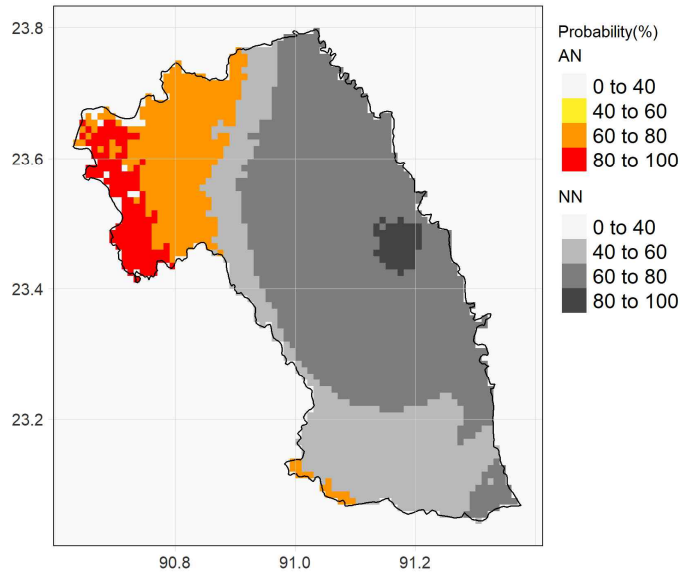 23.8
23.6
23.4
23.2
90.8 91.0 91.2
Probability(%)
AN
0 to 40
40 to 60
60 to 80
80 to 100
NN
0 to 40
40 to 60
60 to 80
80 to 100